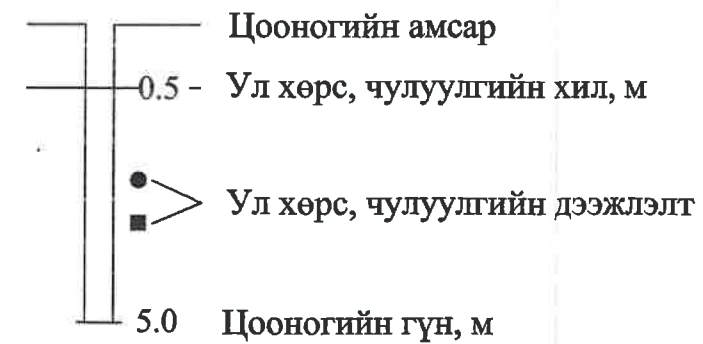 Цооногийн амсар
0.5 - Ул хөрс, чулуулгийн хил, м
Ул хөрс, чулуулгийн дээжлэлт
5.0 Цооногийн гүн, м